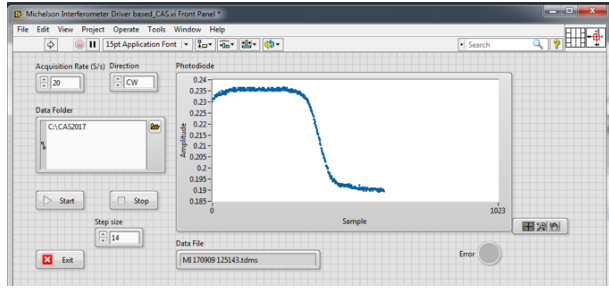 Michelson Interferometer Driver based_CAS.vi Front Panel *
File Edit View Project Operate Tools Window Help
15pt Application Font
Search
Acquisition Rate (S/s) Direction
20 CW
Data Folder
C:\CAS2017
Start Stop
Step size
14
Exit
Photodiode
Amplitude
0.24
0.235
0.23
0.225
0.22
0.215
0.21
0.205
0.2
0.195
0.19
0.185
0 1023
Sample
Data File
MI 170909 125143.tdms
Error